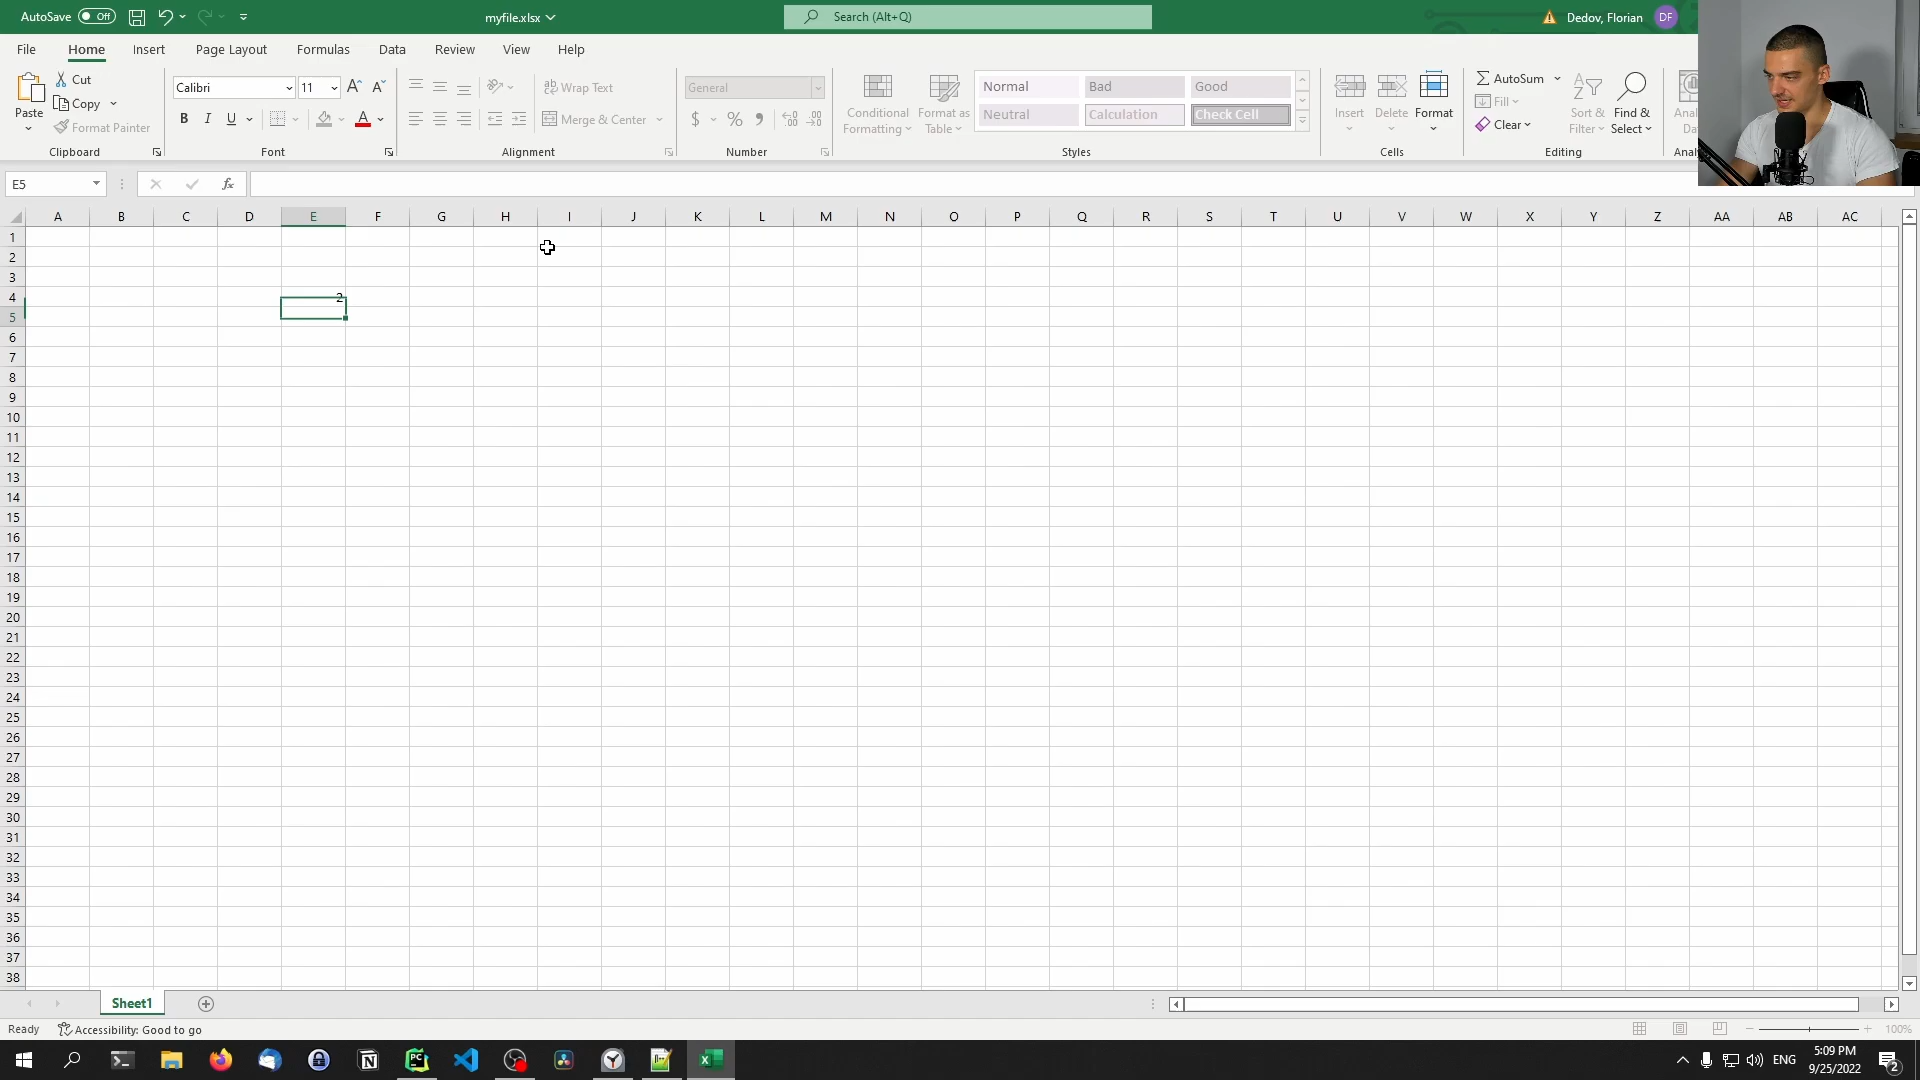 AutoSave Off myfile.xlsx Search (Alt+Q) Dedov, Florian DF
File Home Insert Page Layout Formulas Data Review View Help
Paste Cut Copy Format Painter Clipboard
Calibri 11 A A B I U A Font
ab Wrap Text Merge & Center Alignment
General $ % 9 Number
Conditional Formatting Format as Table Normal Bad Good Neutral Calculation Check Cell Styles
Insert Delete Format Cells
AutoSum Fill Clear Sort & Filter Find & Select Editing
E5 fx
A B C D E F G H I J K L M N O P Q R S T U V W X Y Z AA AB AC
1
2
3
4 2
5
6
7
8
9
10
11
12
13
14
15
16
17
18
19
20
21
22
23
24
25
26
27
28
29
30
31
32
33
34
35
36
37
38
Sheet1
Ready Accessibility: Good to go 100%
ENG 5:09 PM
9/25/2022 2